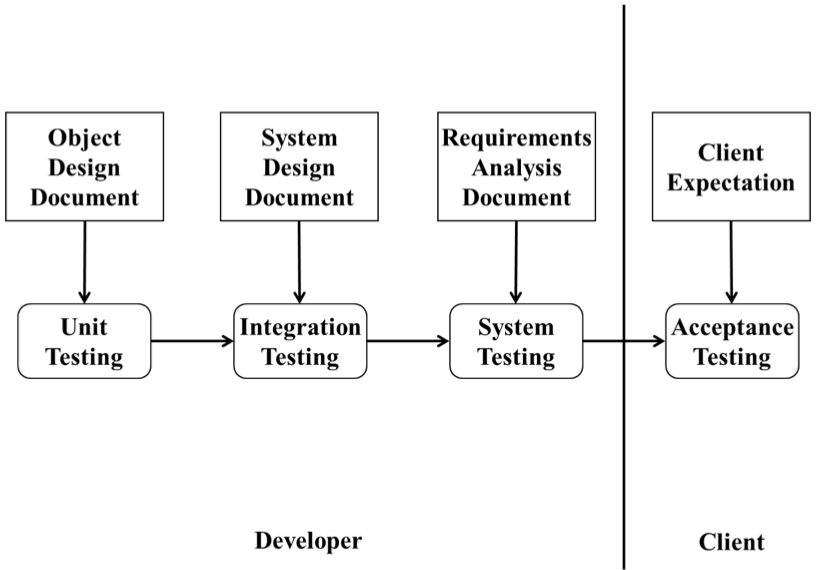 Object
Design
Document
System
Design
Document
Requirements
Analysis
Document
Client
Expectation
Unit
Testing
Integration
Testing
System
Testing
Acceptance
Testing
Developer
Client